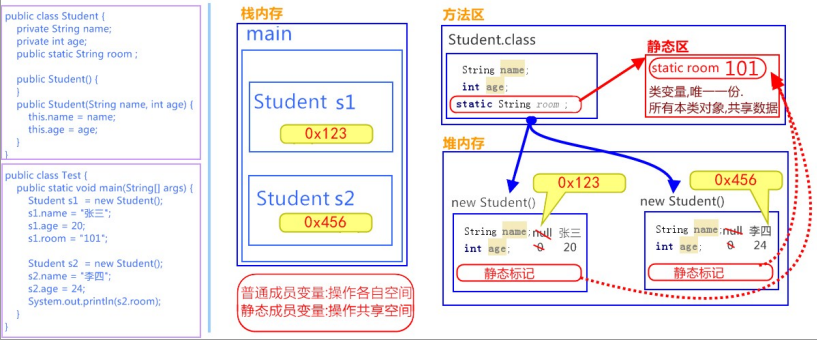 public class Student {
private String name;
private int age;
public static String room ;
public Student() {
}
public Student(String name, int age) {
this.name = name;
this.age = age;
}
}
public class Test {
public static void main(String[] args) {
Student s1 = new Student();
s1.name = "张三";
s1.age = 20;
s1.room = "101";
Student s2 = new Student();
s2.name = "李四";
s2.age = 24;
System.out.println(s2.room);
}
}
栈内存
main
Student s1
0x123
Student s2
0x456
普通成员变量:操作各自空间
静态成员变量:操作共享空间
方法区
Student.class
String name;
int age;
static String room ;
静态区
static room 101
类变量,唯一一份.
所有本类对象,共享数据
堆内存
0x123
new Student()
String name; null 张三
int age; 0 20
静态标记
0x456
new Student()
String name; null 李四
int age; 0 24
静态标记